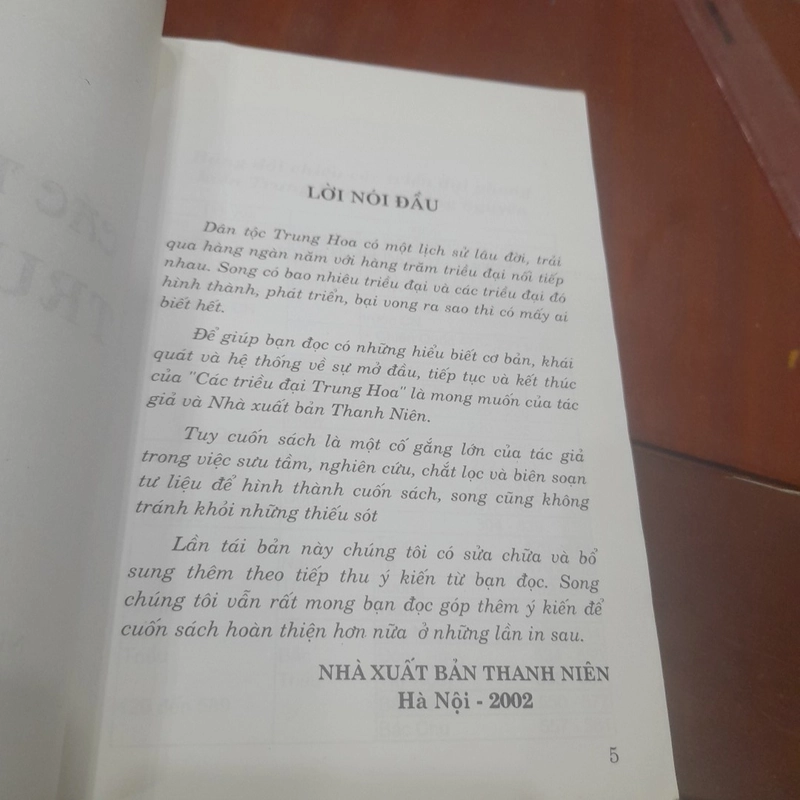 LỜI NÓI ĐẦU
Dân tộc Trung Hoa có một lịch sử lâu đời, trải
qua hàng ngàn năm với hàng trăm triều đại nối tiếp
nhau. Song có bao nhiêu triều đại và các triều đại đó
hình thành, phát triển, bại vong ra sao thì có mấy ai
biết hết.
Để giúp bạn đọc có những hiểu biết cơ bản, khái
quát và hệ thống về sự mở đầu, tiếp tục và kết thúc
của "Các triều đại Trung Hoa" là mong muốn của tác
giả và Nhà xuất bản Thanh Niên.
Tuy cuốn sách là một cố gắng lớn của tác giả
trong việc sưu tầm, nghiên cứu, chắt lọc và biên soạn
tư liệu để hình thành cuốn sách, song cũng không
tránh khỏi những thiếu sót
Lần tái bản này chúng tôi có sửa chữa và bổ
sung thêm theo tiếp thu ý kiến từ bạn đọc. Song
chúng tôi vẫn rất mong bạn đọc góp thêm ý kiến để
cuốn sách hoàn thiện hơn nữa ở những lần in sau.
NHÀ XUẤT BẢN THANH NIÊN
Hà Nội - 2002
5